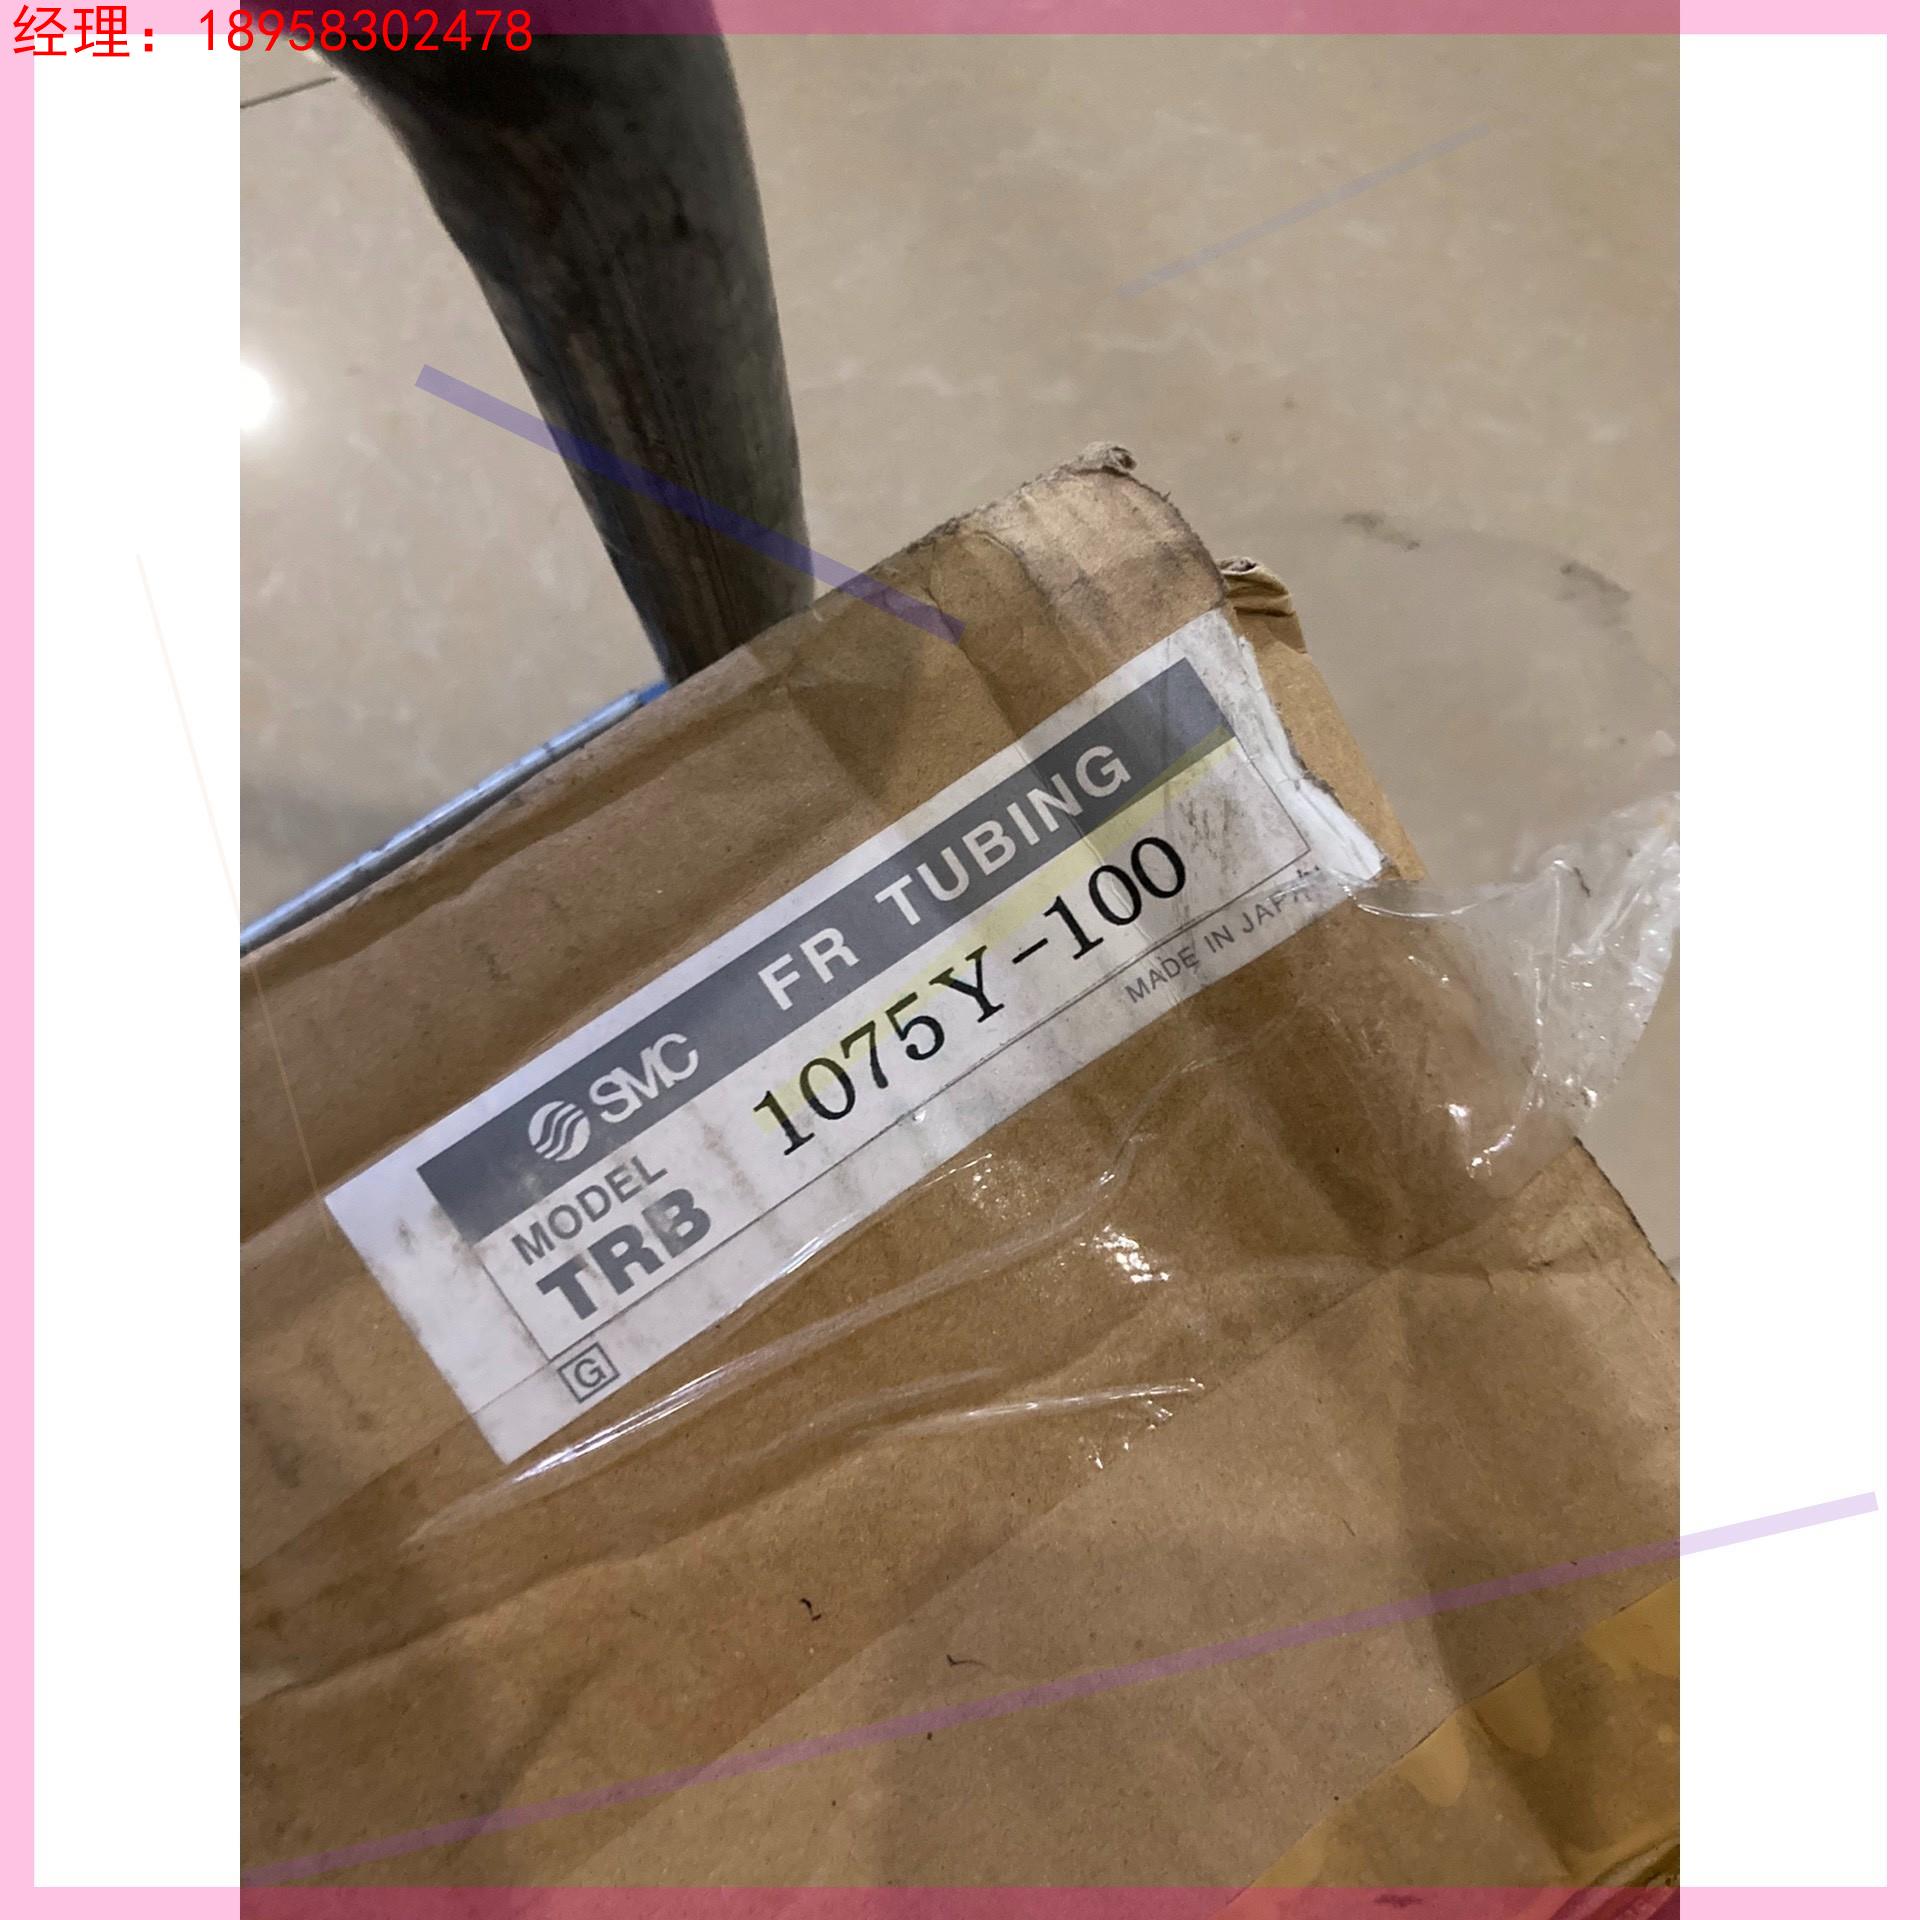 经理：18958302478
SMC FR TUBING
MODEL
TRB 1075Y-100
MADE IN JAPAN
G